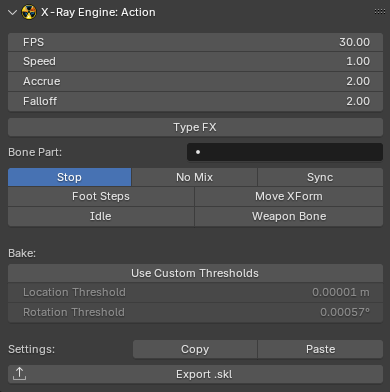 X-Ray Engine: Action
FPS 30.00
Speed 1.00
Accrue 2.00
Falloff 2.00
Type FX
Bone Part:
Stop No Mix Sync
Foot Steps Move XForm
Idle Weapon Bone
Bake:
Use Custom Thresholds
Location Threshold 0.00001 m
Rotation Threshold 0.00057°
Settings: Copy Paste
Export .skl